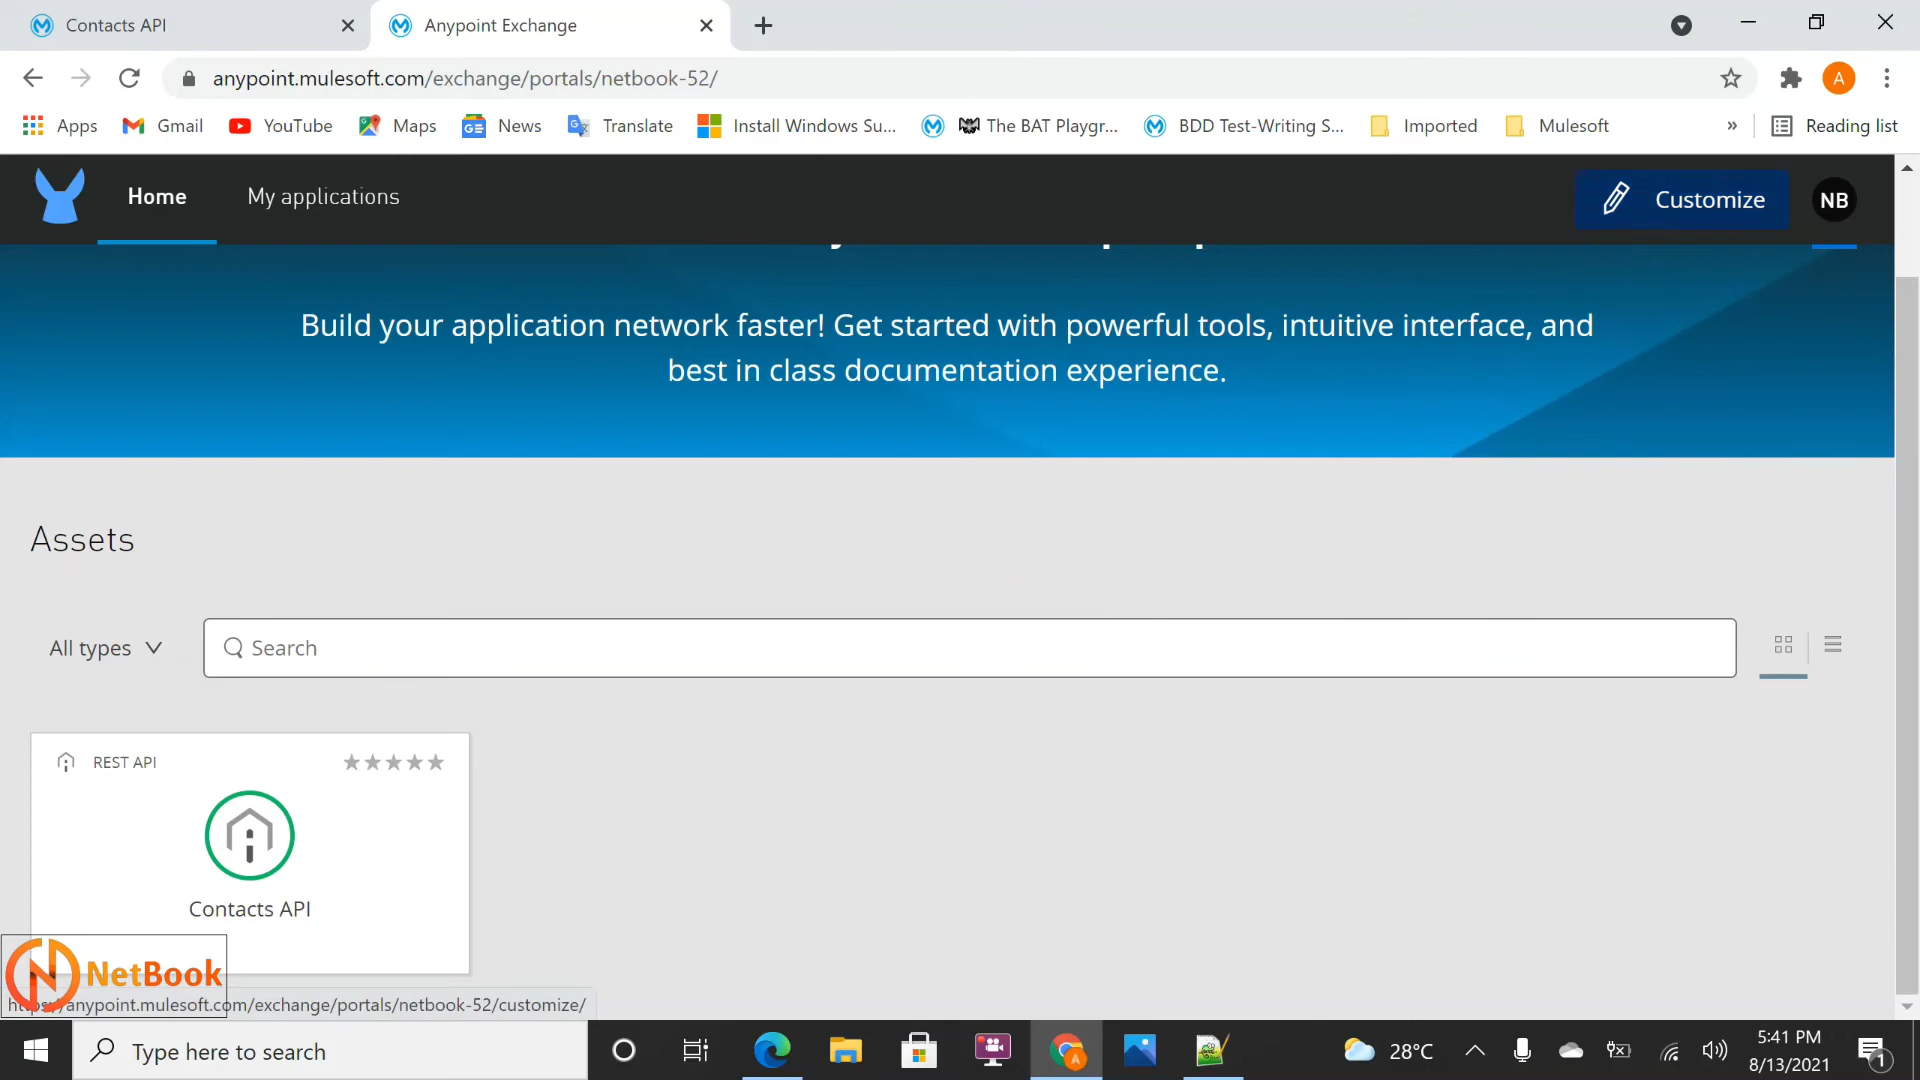 Contacts API
Anypoint Exchange
anypoint.mulesoft.com/exchange/portals/netbook-52/
A
Apps
Gmail
YouTube
Maps
News
Translate
Install Windows Su...
The BAT Playgr...
BDD Test-Writing S...
Imported
Mulesoft
»
Reading list
Home
My applications
Customize
NB
Build your application network faster! Get started with powerful tools, intuitive interface, and
best in class documentation experience.
Assets
All types
Search
REST API
Contacts API
NetBook
https://anypoint.mulesoft.com/exchange/portals/netbook-52/customize/
Type here to search
28°C
5:41 PM
8/13/2021
1